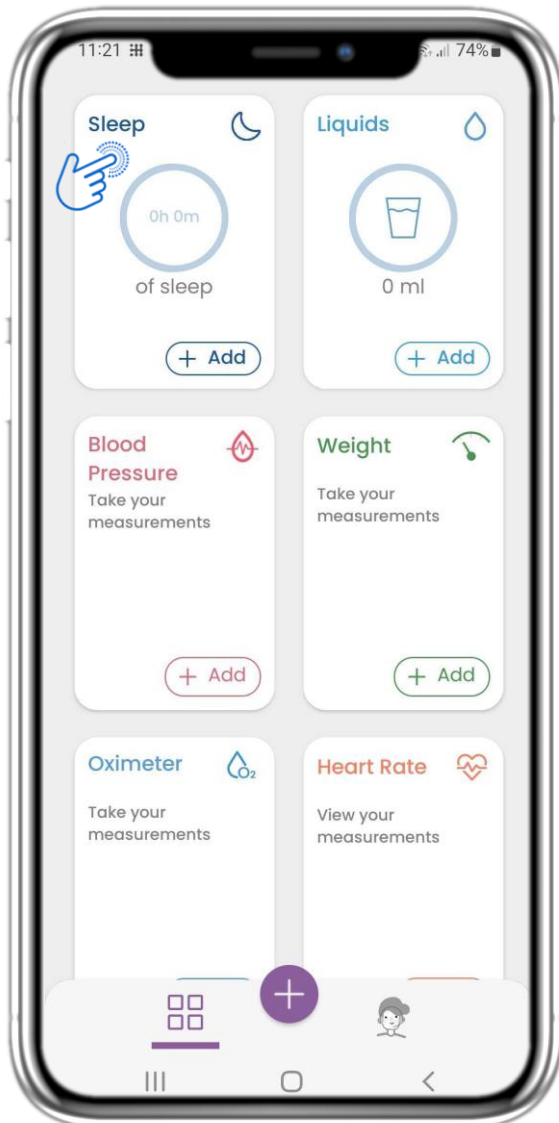 11:21 74%
Sleep
0h 0m
of sleep
+ Add
Liquids
0 ml
+ Add
Blood
Pressure
Take your
measurements
+ Add
Weight
Take your
measurements
+ Add
Oximeter
O2
Take your
measurements
Heart Rate
View your
measurements